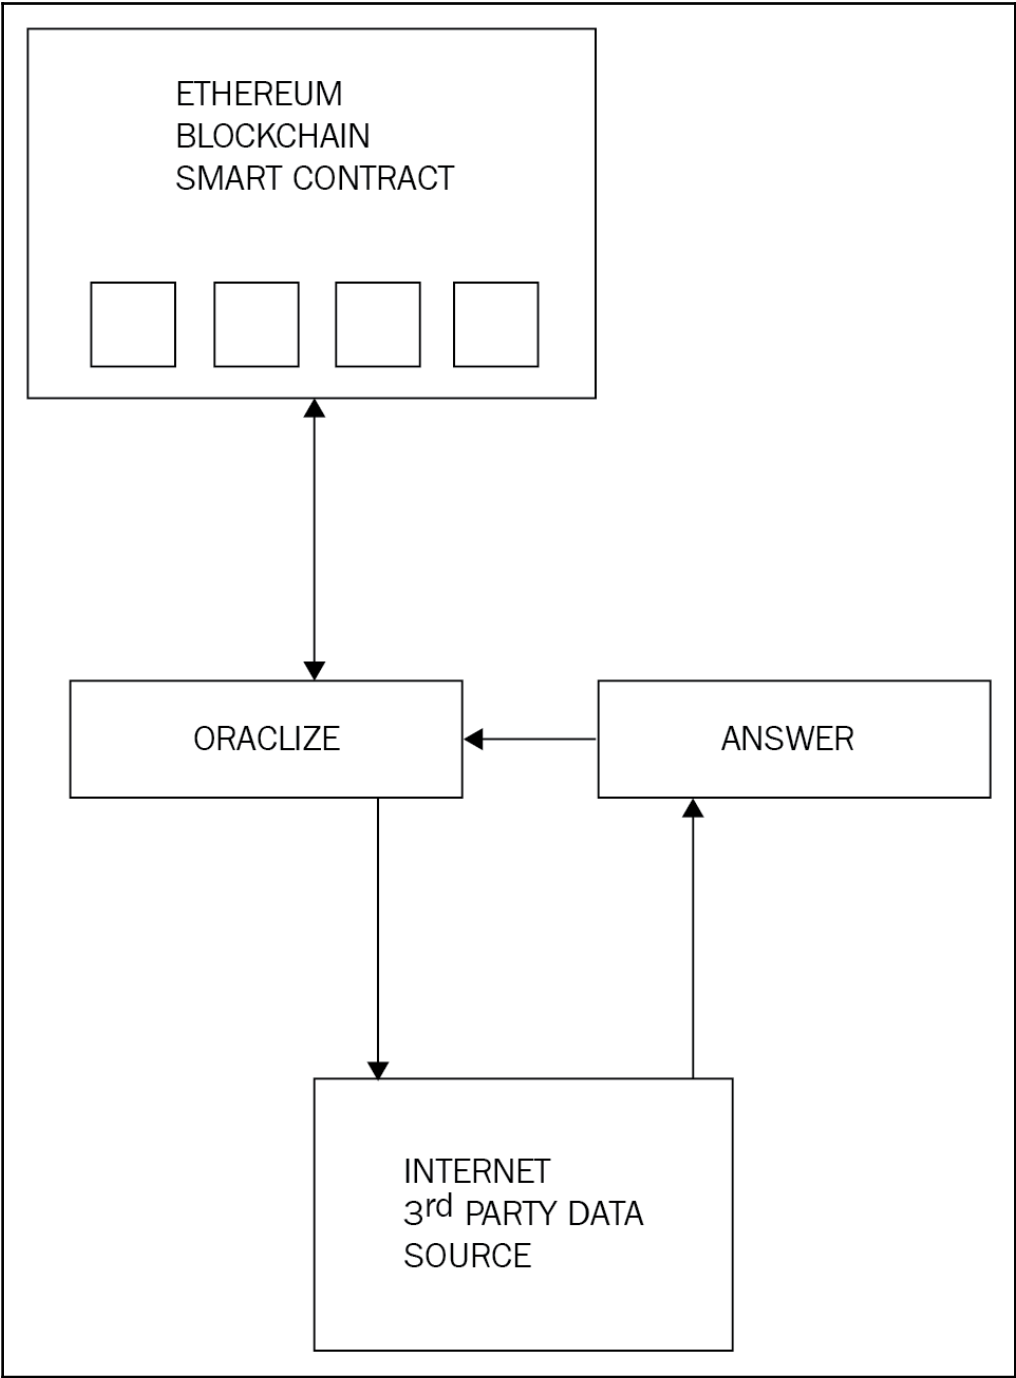 ETHEREUM
BLOCKCHAIN
SMART CONTRACT
ORACLIZE
ANSWER
INTERNET
3rd PARTY DATA
SOURCE